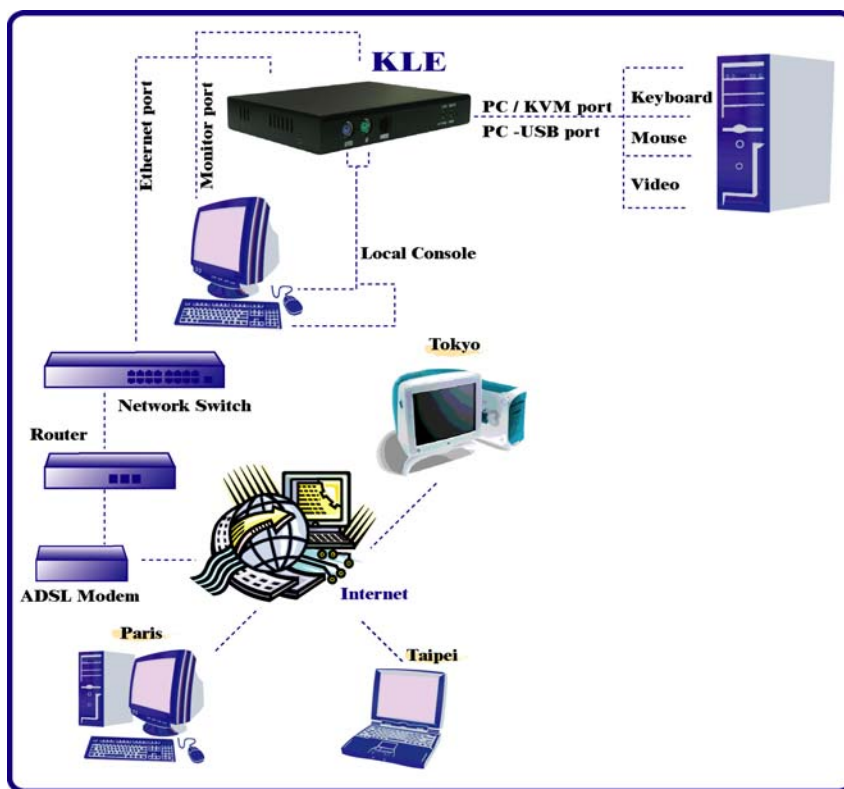 KLE
Ethernet port
Monitor port
PC / KVM port
PC -USB port
Keyboard
Mouse
Video
Local Console
Tokyo
Network Switch
Router
ADSL Modem
Internet
Paris
Taipei